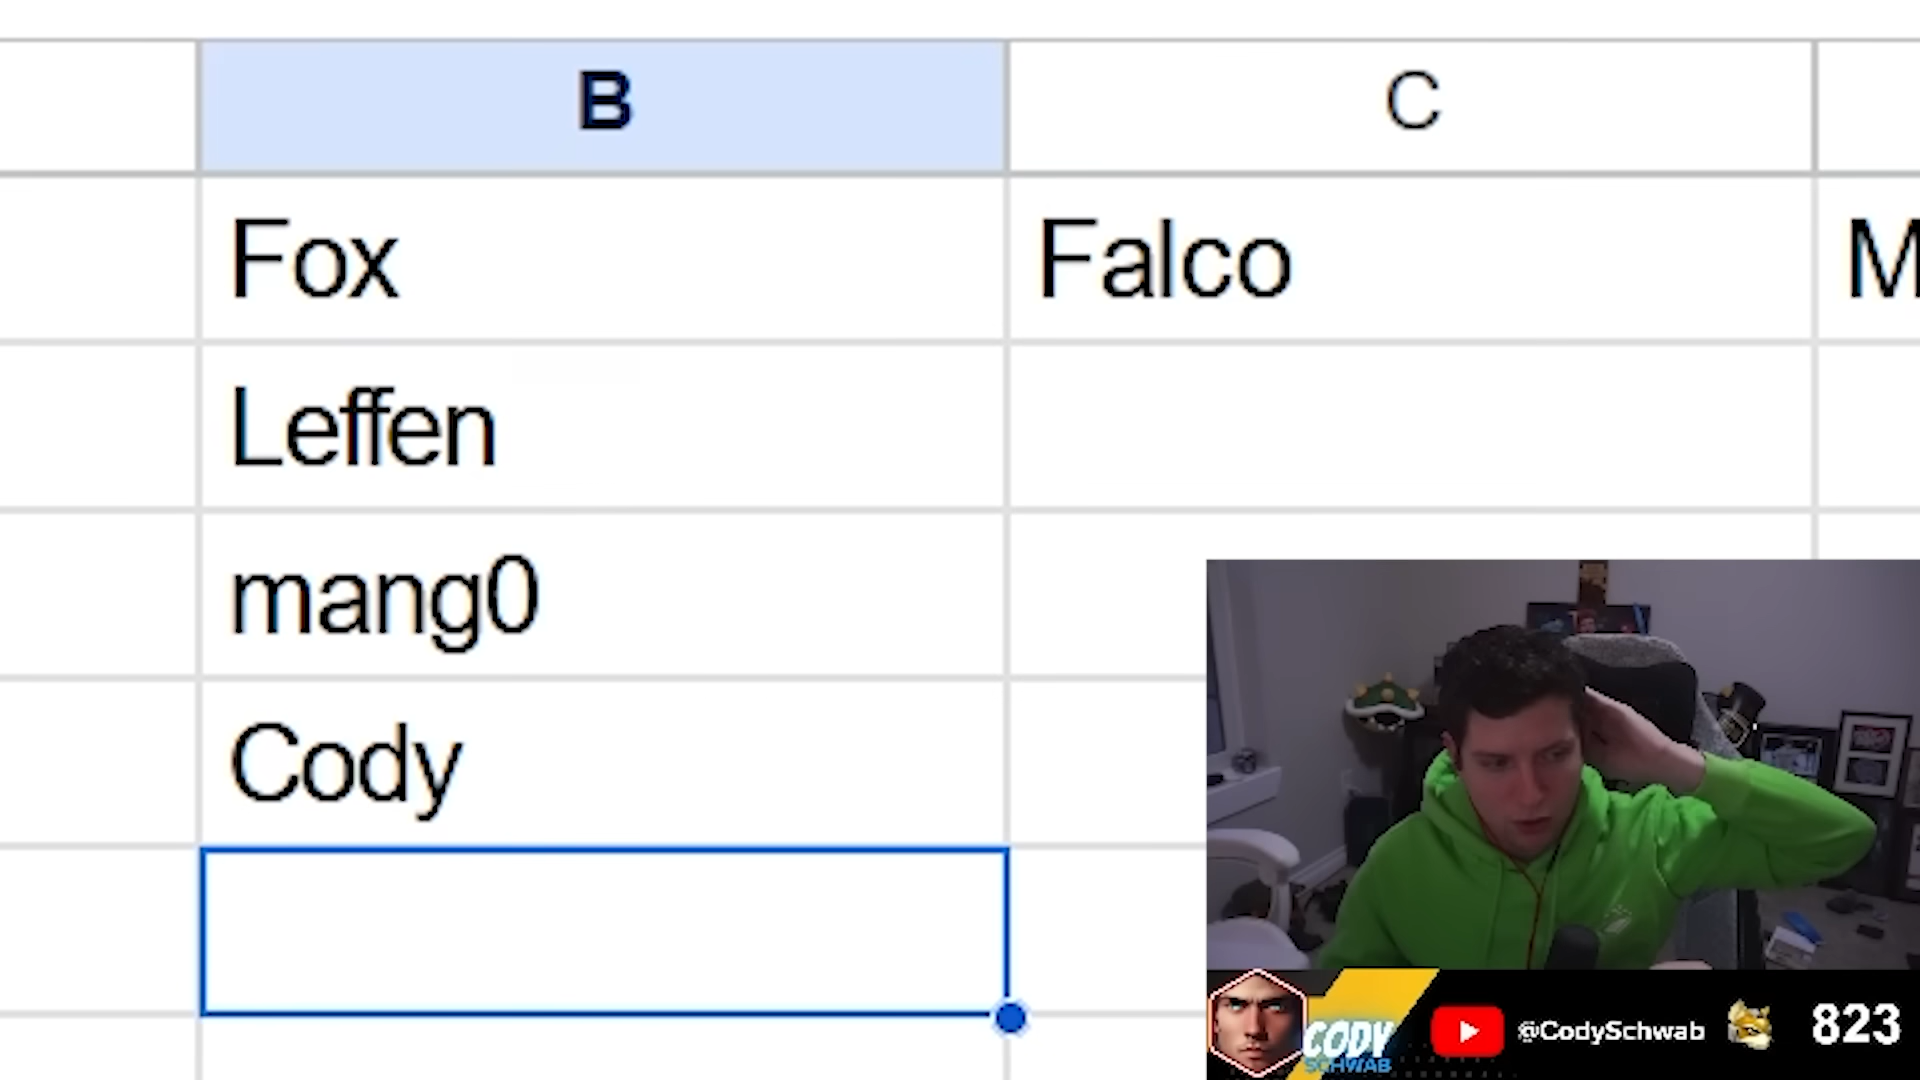 B
C
Fox
Falco
M
Leffen
mang0
Cody
CODY
SCHWAB
@CodySchwab
823